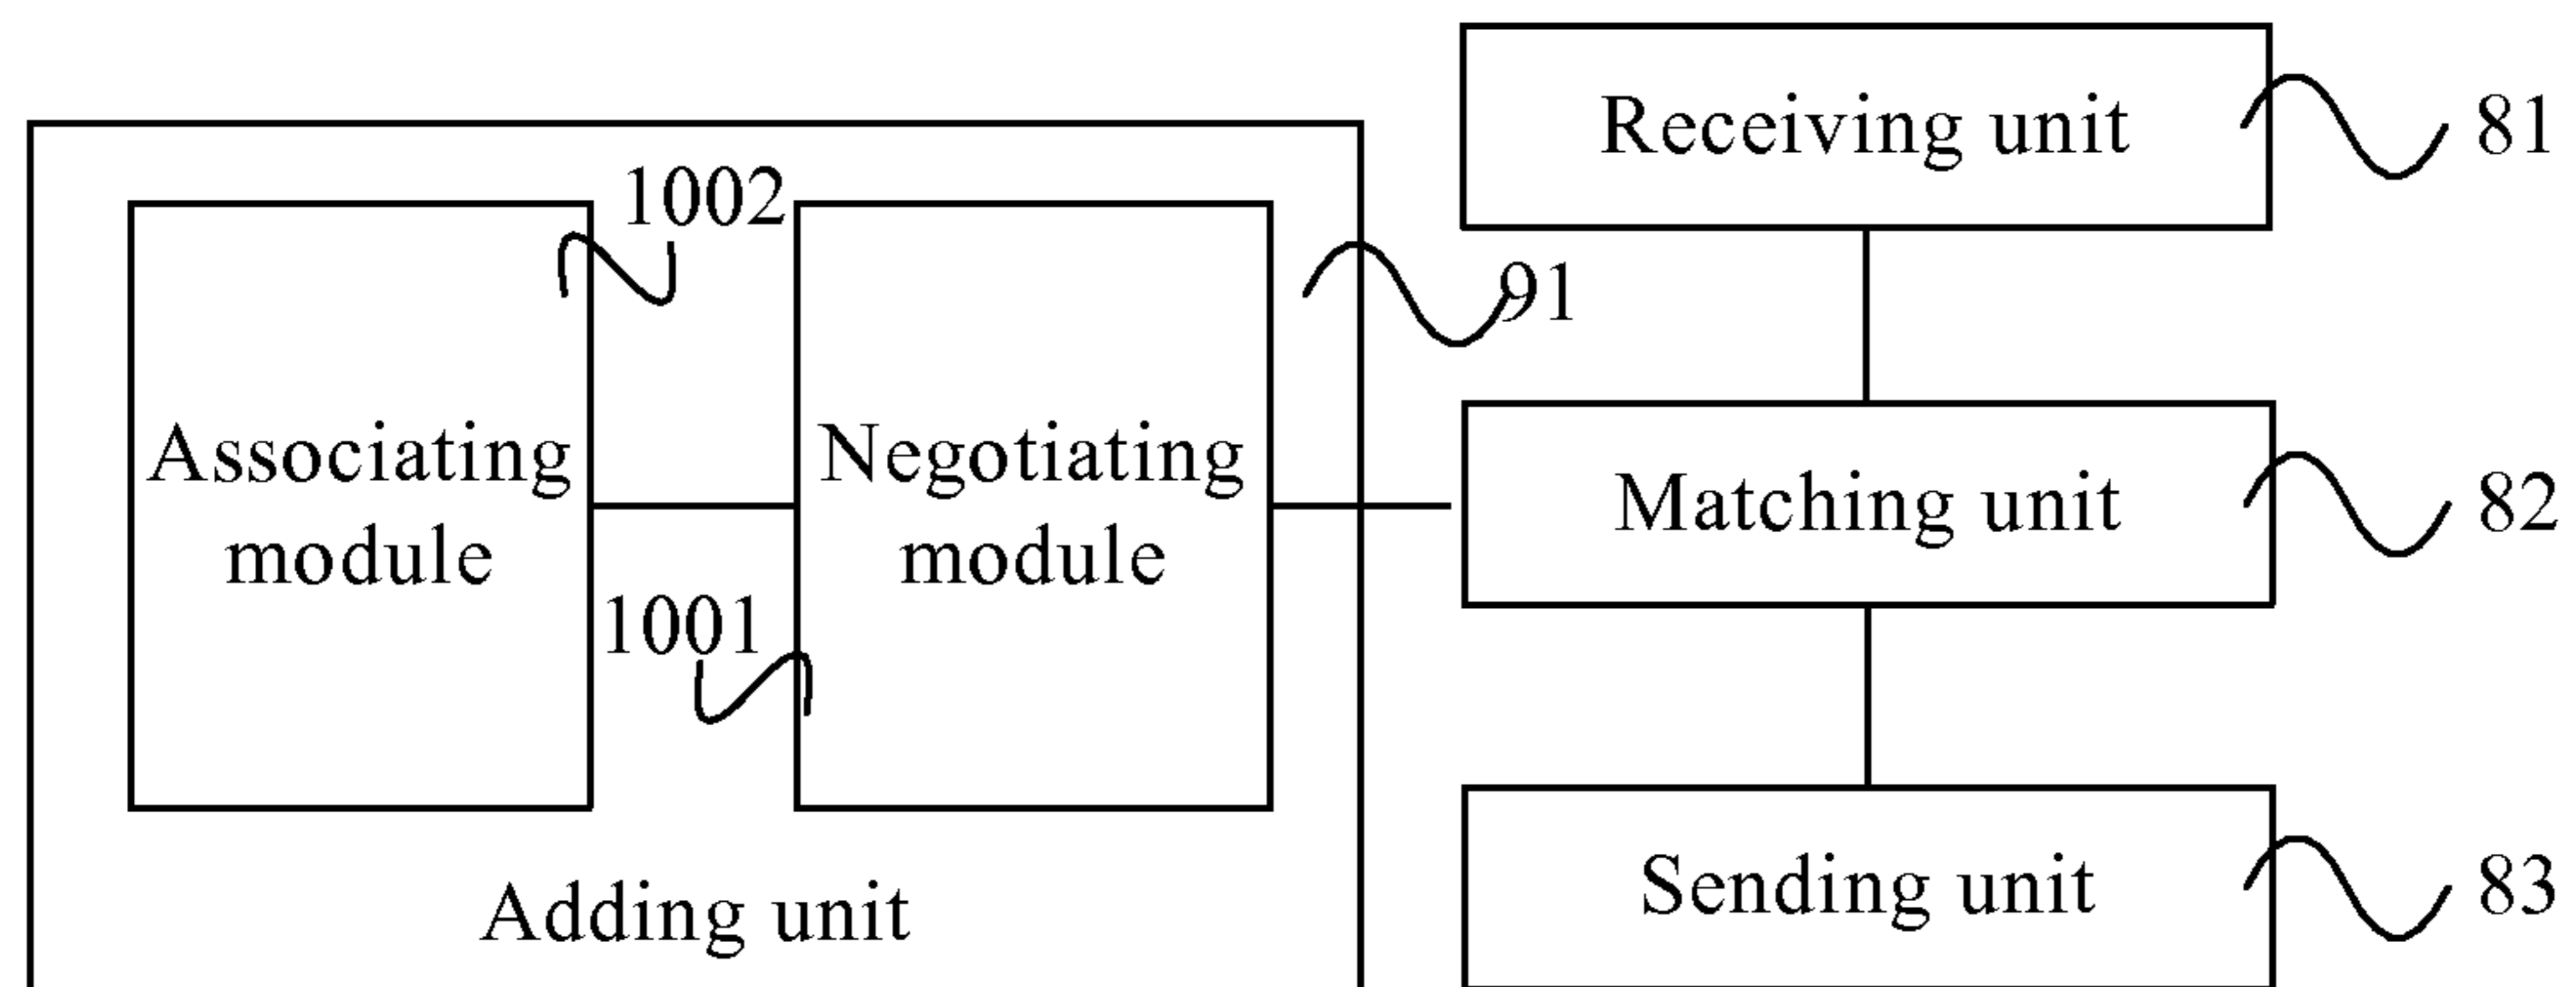 Receiving unit
81
1002
91
Associating
module
Negotiating
module
Matching unit
82
1001
Sending unit
83
Adding unit